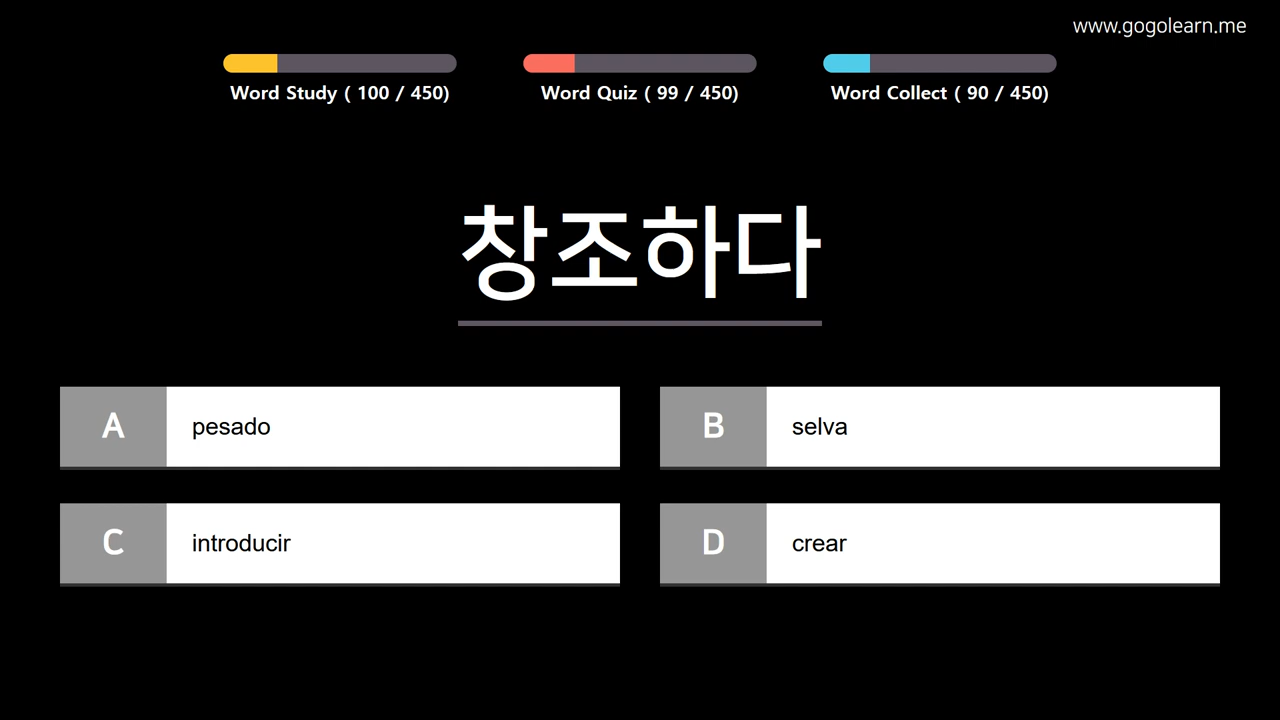 www.gogolearn.me
Word Study ( 100 / 450)
Word Quiz ( 99 / 450)
Word Collect ( 90 / 450)
창조하다
A pesado
B selva
C introducir
D crear